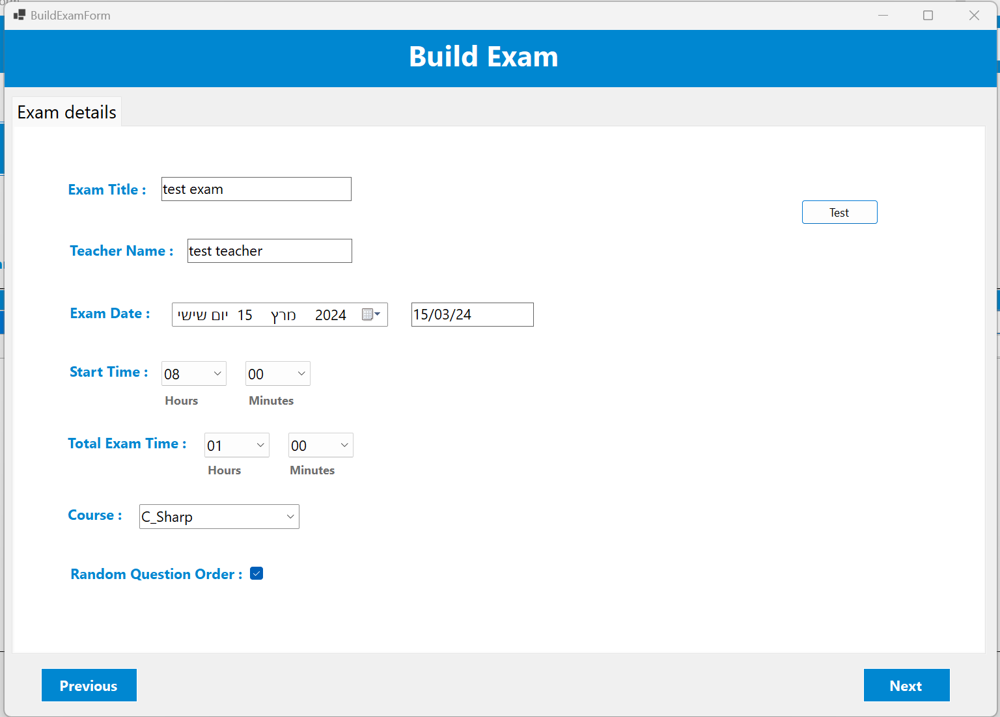 BuildExamForm
Build Exam
Exam details
Exam Title : test exam
Test
Teacher Name : test teacher
Exam Date : יום שישי 15 מרץ 2024 15/03/24
Start Time : 08 00
Hours Minutes
Total Exam Time : 01 00
Hours Minutes
Course : C_Sharp
Random Question Order :
Previous Next